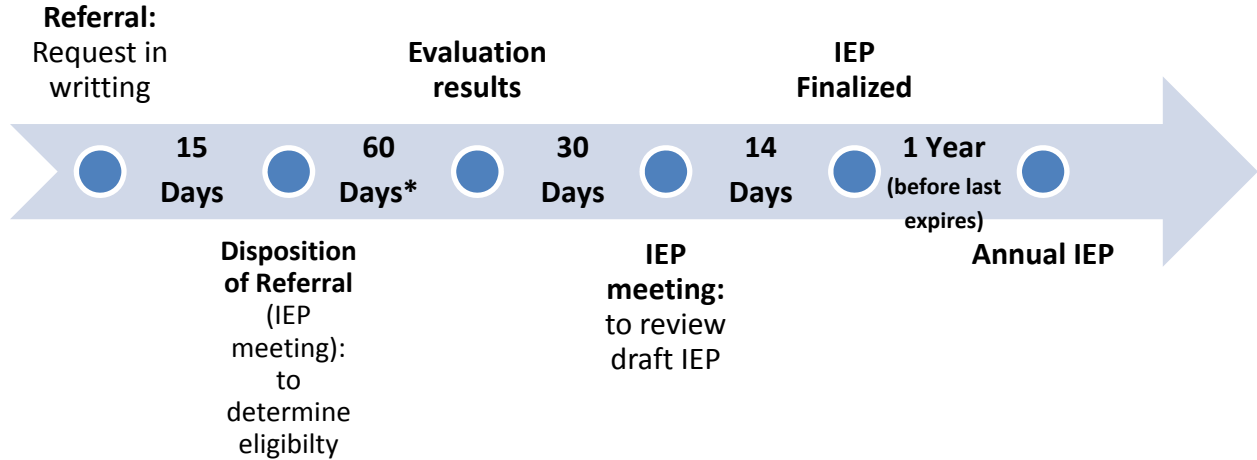 Referral:
Request in
writting
15
Days
Disposition
of Referral
(IEP
meeting):
to
determine
eligibilty
60
Days*
Evaluation
results
30
Days
IEP
meeting:
to review
draft IEP
14
Days
IEP
Finalized
1 Year
(before last
expires)
Annual IEP